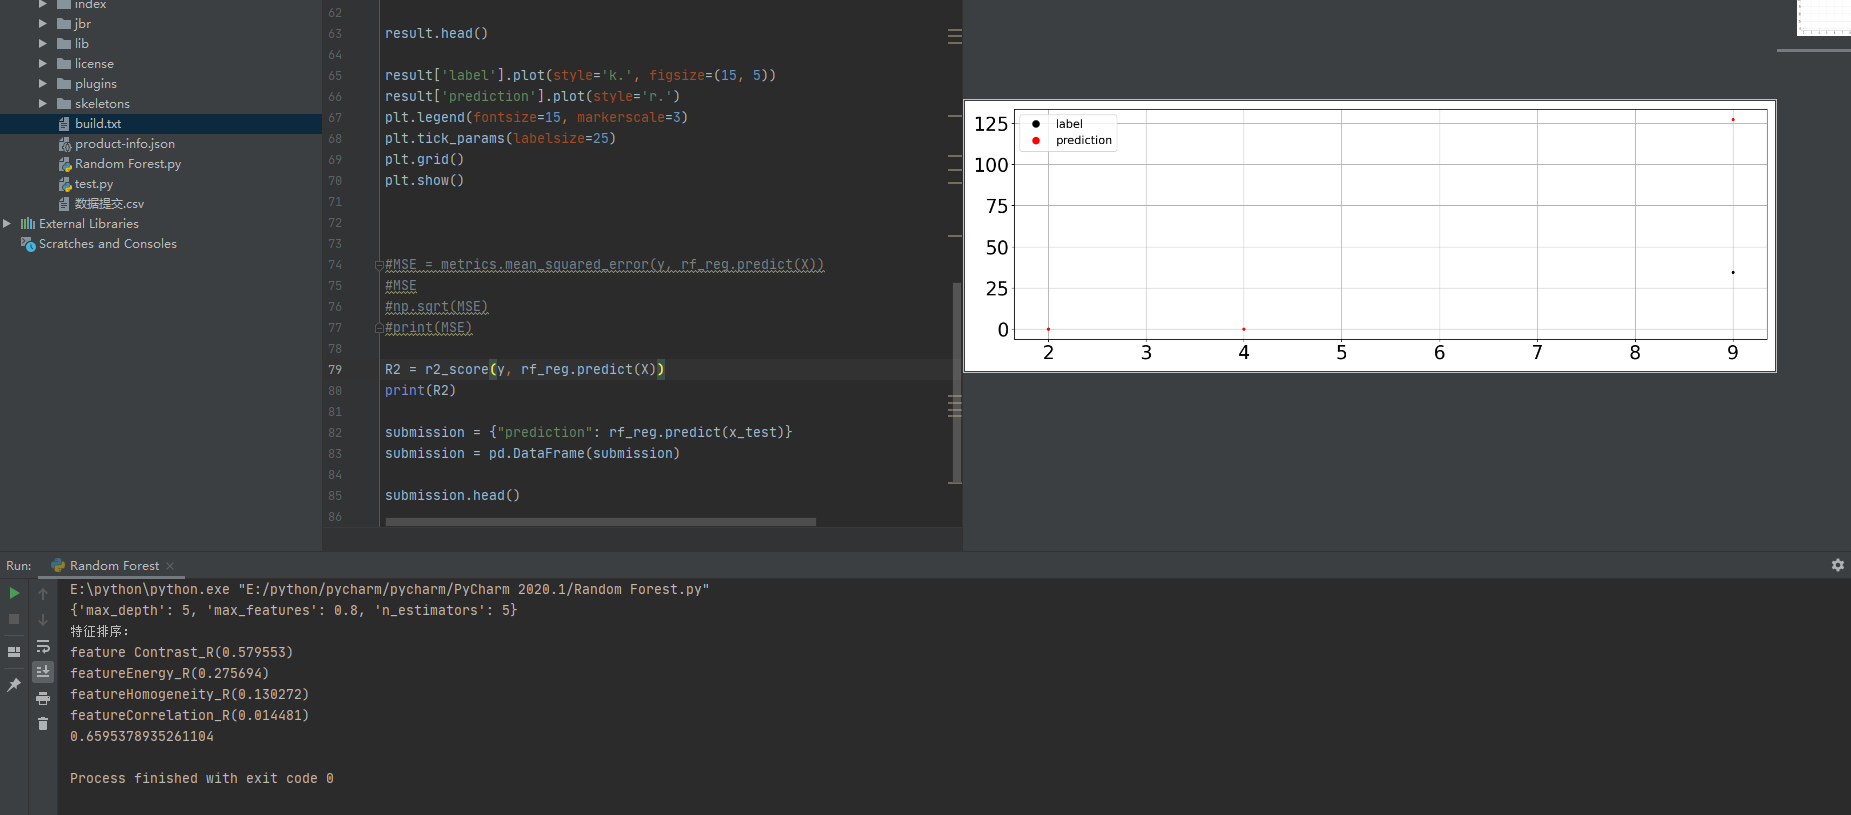 index
jbr
lib
license
plugins
skeletons
build.txt
product-info.json
Random Forest.py
test.py
数据提交.csv
External Libraries
Scratches and Consoles
62
63 result.head()
64
65 result['label'].plot(style='k.', figsize=(15, 5))
66 result['prediction'].plot(style='r.')
67 plt.legend(fontsize=15, markerscale=3)
68 plt.tick_params(labelsize=25)
69 plt.grid()
70 plt.show()
71
72
73
74 #MSE = metrics.mean_squared_error(y, rf_reg.predict(X))
75 #MSE
76 #np.sqrt(MSE)
77 #print(MSE)
78
79 R2 = r2_score(y, rf_reg.predict(X))
80 print(R2)
81
82 submission = {"prediction": rf_reg.predict(x_test)}
83 submission = pd.DataFrame(submission)
84
85 submission.head()
86
label
prediction
125
100
75
50
25
0
2 3 4 5 6 7 8 9
Run: Random Forest
E:\python\python.exe "E:/python/pycharm/pycharm/PyCharm 2020.1/Random Forest.py"
{'max_depth': 5, 'max_features': 0.8, 'n_estimators': 5}
特征排序:
feature Contrast_R(0.579553)
featureEnergy_R(0.275694)
featureHomogeneity_R(0.130272)
featureCorrelation_R(0.014481)
0.6595378935261104
Process finished with exit code 0